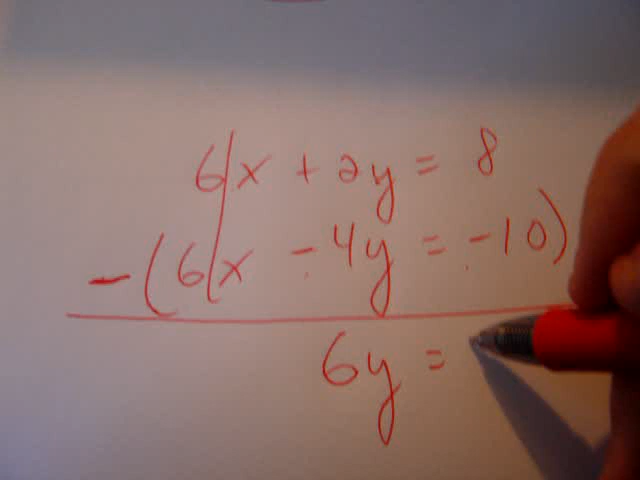 6x + 2y = 8
- (6x - 4y = -10)
6y =